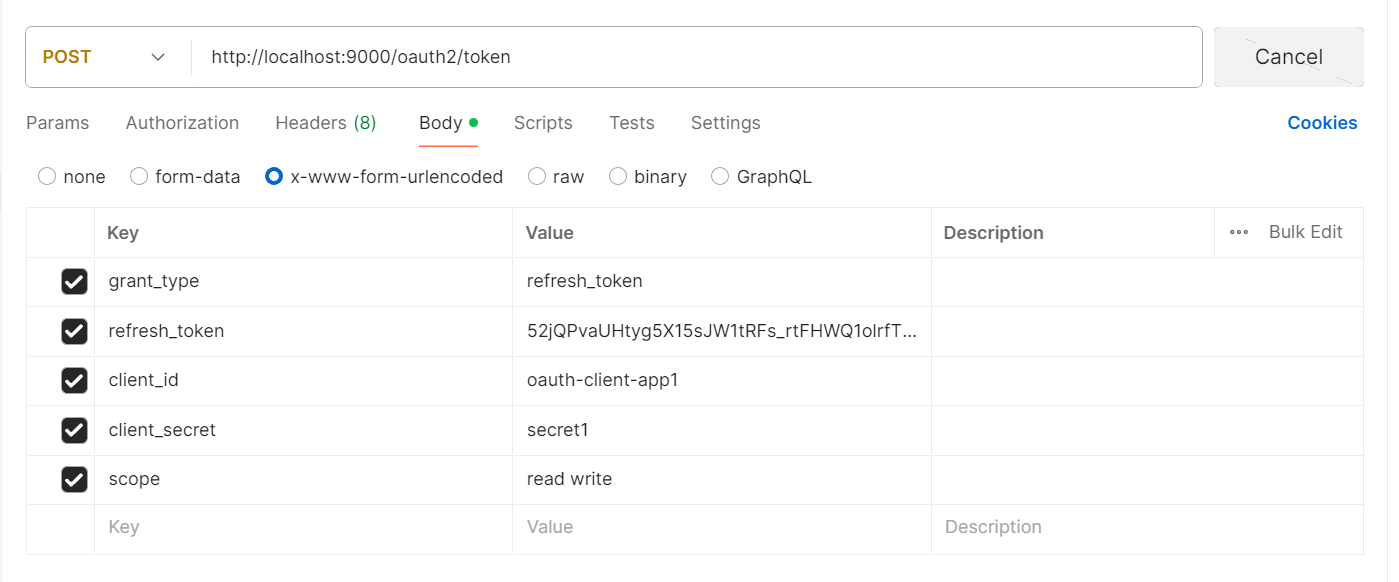 POST http://localhost:9000/oauth2/token Cancel
Params Authorization Headers (8) Body Scripts Tests Settings Cookies
none form-data x-www-form-urlencoded raw binary GraphQL
Key Value Description ••• Bulk Edit
grant_type refresh_token
refresh_token 52jQPvaUHtyg5X15sJW1tRFs_rtFHWQ1olrfT...
client_id oauth-client-app1
client_secret secret1
scope read write
Key Value Description